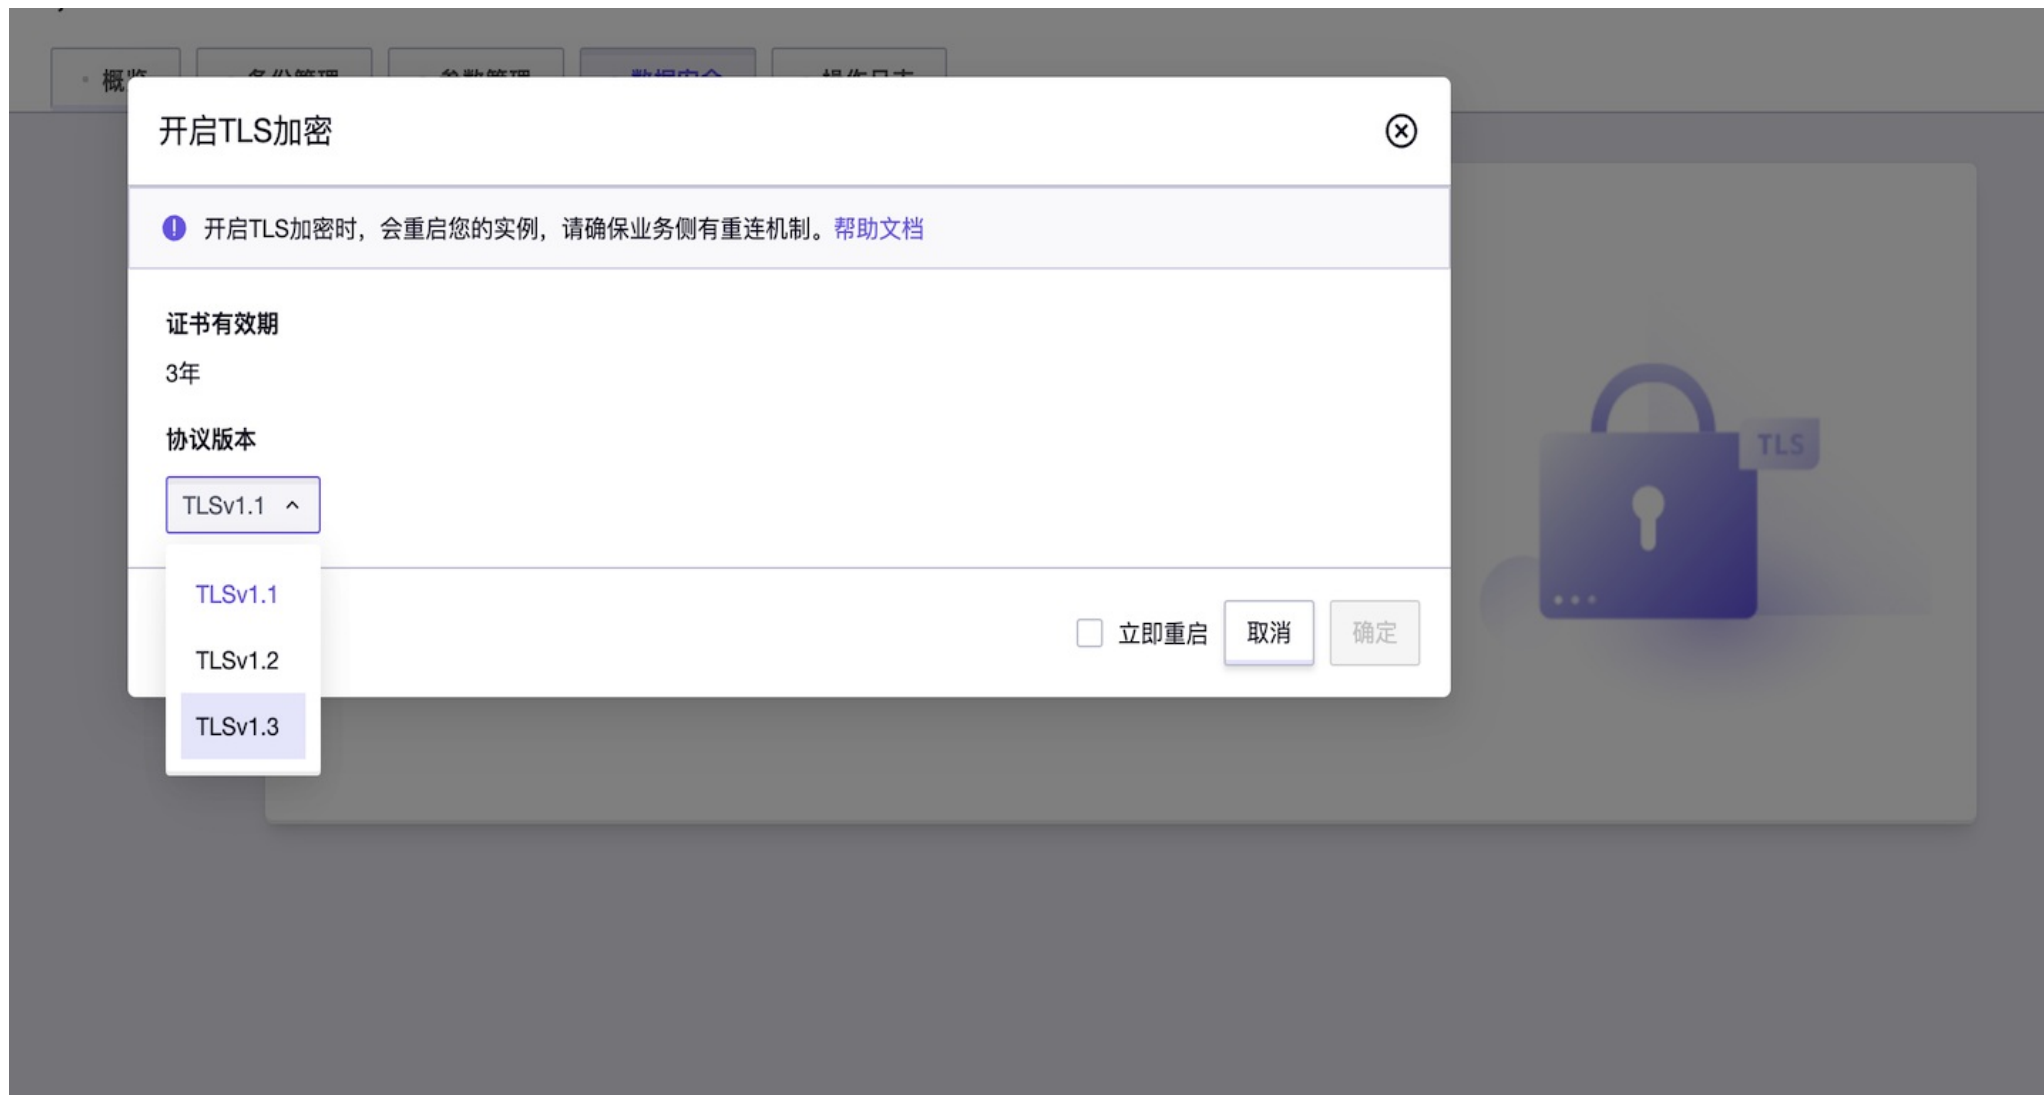 开启TLS加密
开启TLS加密时，会重启您的实例，请确保业务侧有重连机制。帮助文档
证书有效期
3年
协议版本
TLSv1.1
TLSv1.1
TLSv1.2
TLSv1.3
立即重启 取消 确定
TLS